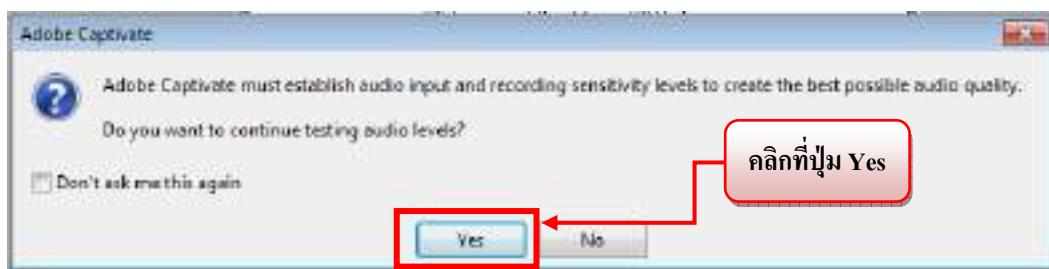 Adobe Captivate
Adobe Captivate must establish audio input and recording sensitivity levels to create the best possible audio quality.
Do you want to continue testing audio levels?
คลิกที่ปุ่ม Yes
Don't ask me this again
Yes
No